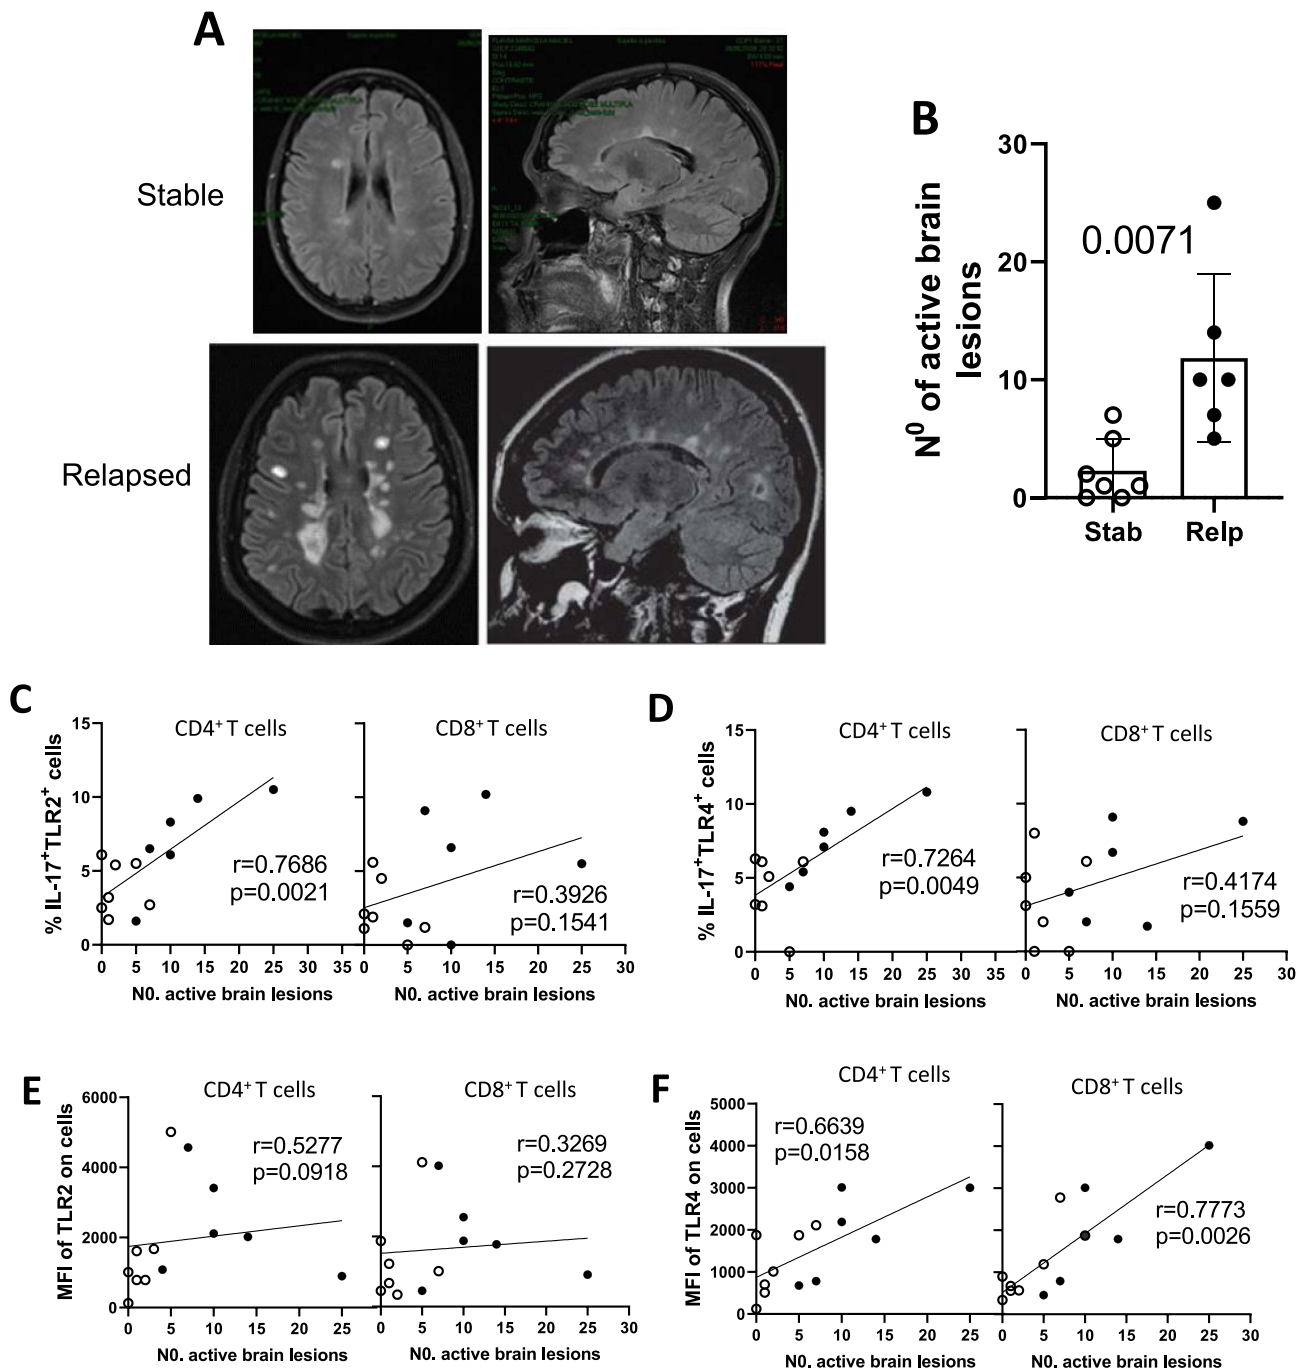 A
Stable
Relapsed
B
N⁰ of active brain
lesions
30
20
10
0
0.0071
Stab
Relp
C
CD4⁺ T cells
CD8⁺ T cells
% IL-17⁺TLR2⁺ cells
15
10
5
0
r=0.7686
p=0.0021
r=0.3926
p=0.1541
0 5 10 15 20 25 30 35
0 5 10 15 20 25 30
N0. active brain lesions
N0. active brain lesions
D
CD4⁺ T cells
CD8⁺ T cells
% IL-17⁺TLR4⁺ cells
15
10
5
0
r=0.7264
p=0.0049
r=0.4174
p=0.1559
0 5 10 15 20 25 30 35
0 5 10 15 20 25 30
N0. active brain lesions
N0. active brain lesions
E
CD4⁺ T cells
CD8⁺ T cells
MFI of TLR2 on cells
6000
4000
2000
0
r=0.5277
p=0.0918
r=0.3269
p=0.2728
0 5 10 15 20 25
0 5 10 15 20 25 30
N0. active brain lesions
N0. active brain lesions
F
CD4⁺ T cells
CD8⁺ T cells
MFI of TLR4 on cells
5000
4000
3000
2000
1000
0
r=0.6639
p=0.0158
r=0.7773
p=0.0026
0 5 10 15 20 25
0 5 10 15 20 25 30
N0. active brain lesions
N0. active brain lesions